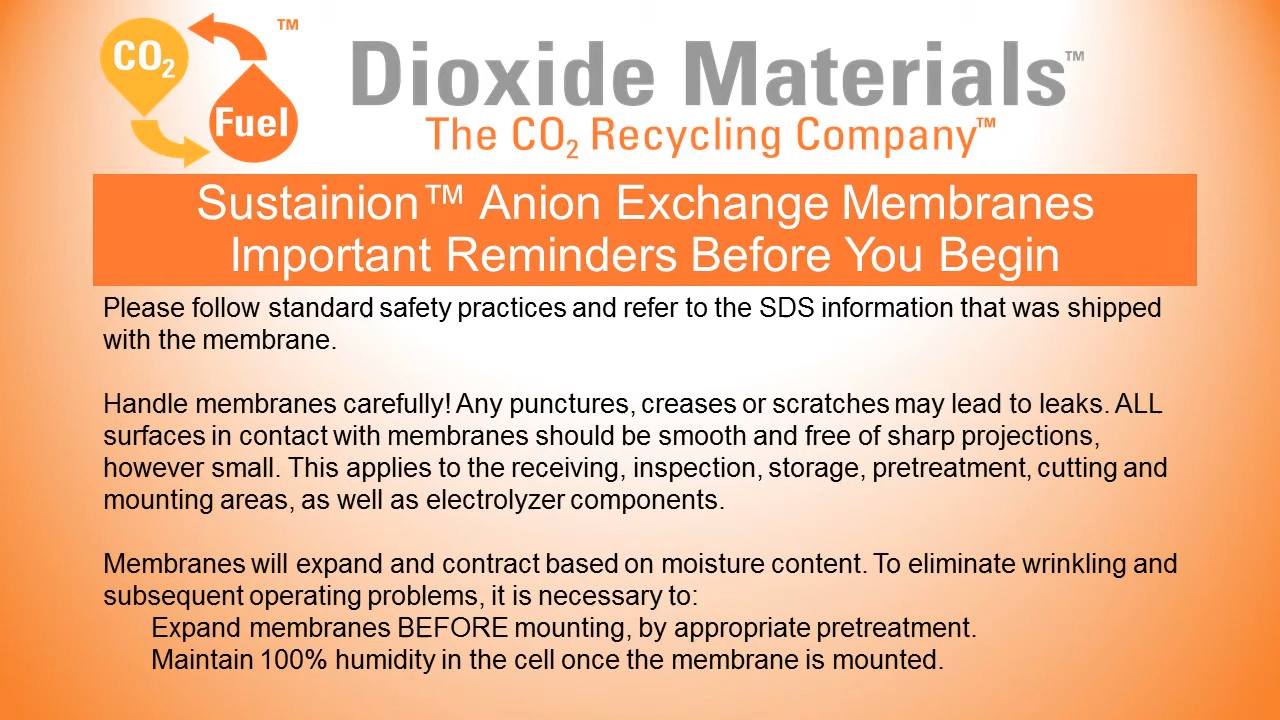 CO2
Fuel
™
Dioxide Materials™
The CO2 Recycling Company™
Sustainion™ Anion Exchange Membranes
Important Reminders Before You Begin
Please follow standard safety practices and refer to the SDS information that was shipped
with the membrane.
Handle membranes carefully! Any punctures, creases or scratches may lead to leaks. ALL
surfaces in contact with membranes should be smooth and free of sharp projections,
however small. This applies to the receiving, inspection, storage, pretreatment, cutting and
mounting areas, as well as electrolyzer components.
Membranes will expand and contract based on moisture content. To eliminate wrinkling and
subsequent operating problems, it is necessary to:
Expand membranes BEFORE mounting, by appropriate pretreatment.
Maintain 100% humidity in the cell once the membrane is mounted.